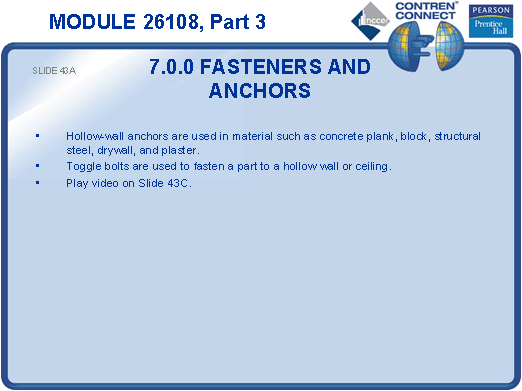 MODULE 26108, Part 3
nccer
CONTREN
CONNECT
PEARSON
Prentice
Hall
SLIDE 43A
7.0.0 FASTENERS AND
ANCHORS
• Hollow-wall anchors are used in material such as concrete plank, block, structural
steel, drywall, and plaster.
• Toggle bolts are used to fasten a part to a hollow wall or ceiling.
• Play video on Slide 43C.